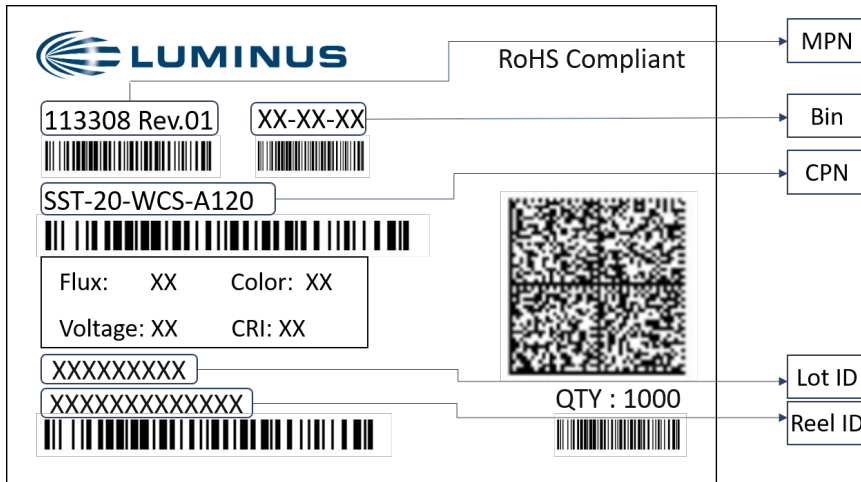 LUMINUS
RoHS Compliant
MPN
113308 Rev.01
XX-XX-XX
Bin
SST-20-WCS-A120
CPN
Flux: XX Color: XX
Voltage: XX CRI: XX
XXXXXXXXX
Lot ID
XXXXXXXXXXXXX
QTY : 1000
Reel ID